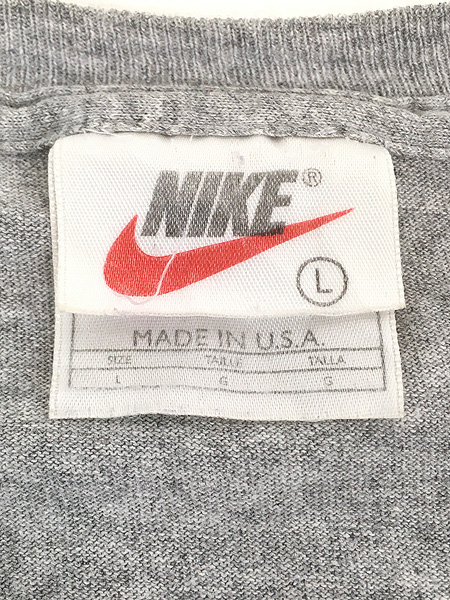 NIKE®
L
MADE IN U.S.A.
SIZE TAILLE TALLA
L G G